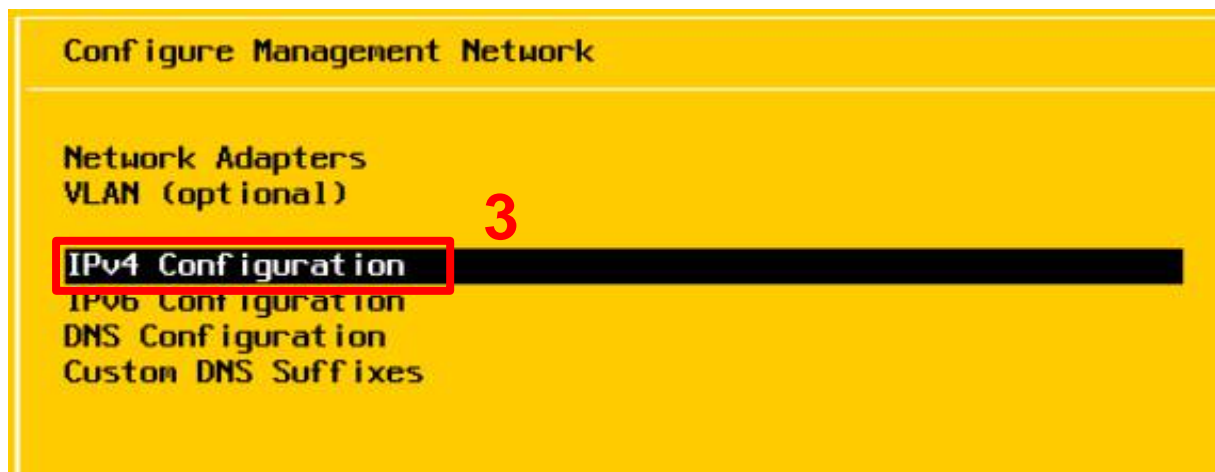 Configure Management Network
Network Adapters
VLAN (optional)
3
IPv4 Configuration
IPv6 Configuration
DNS Configuration
Custom DNS Suffixes